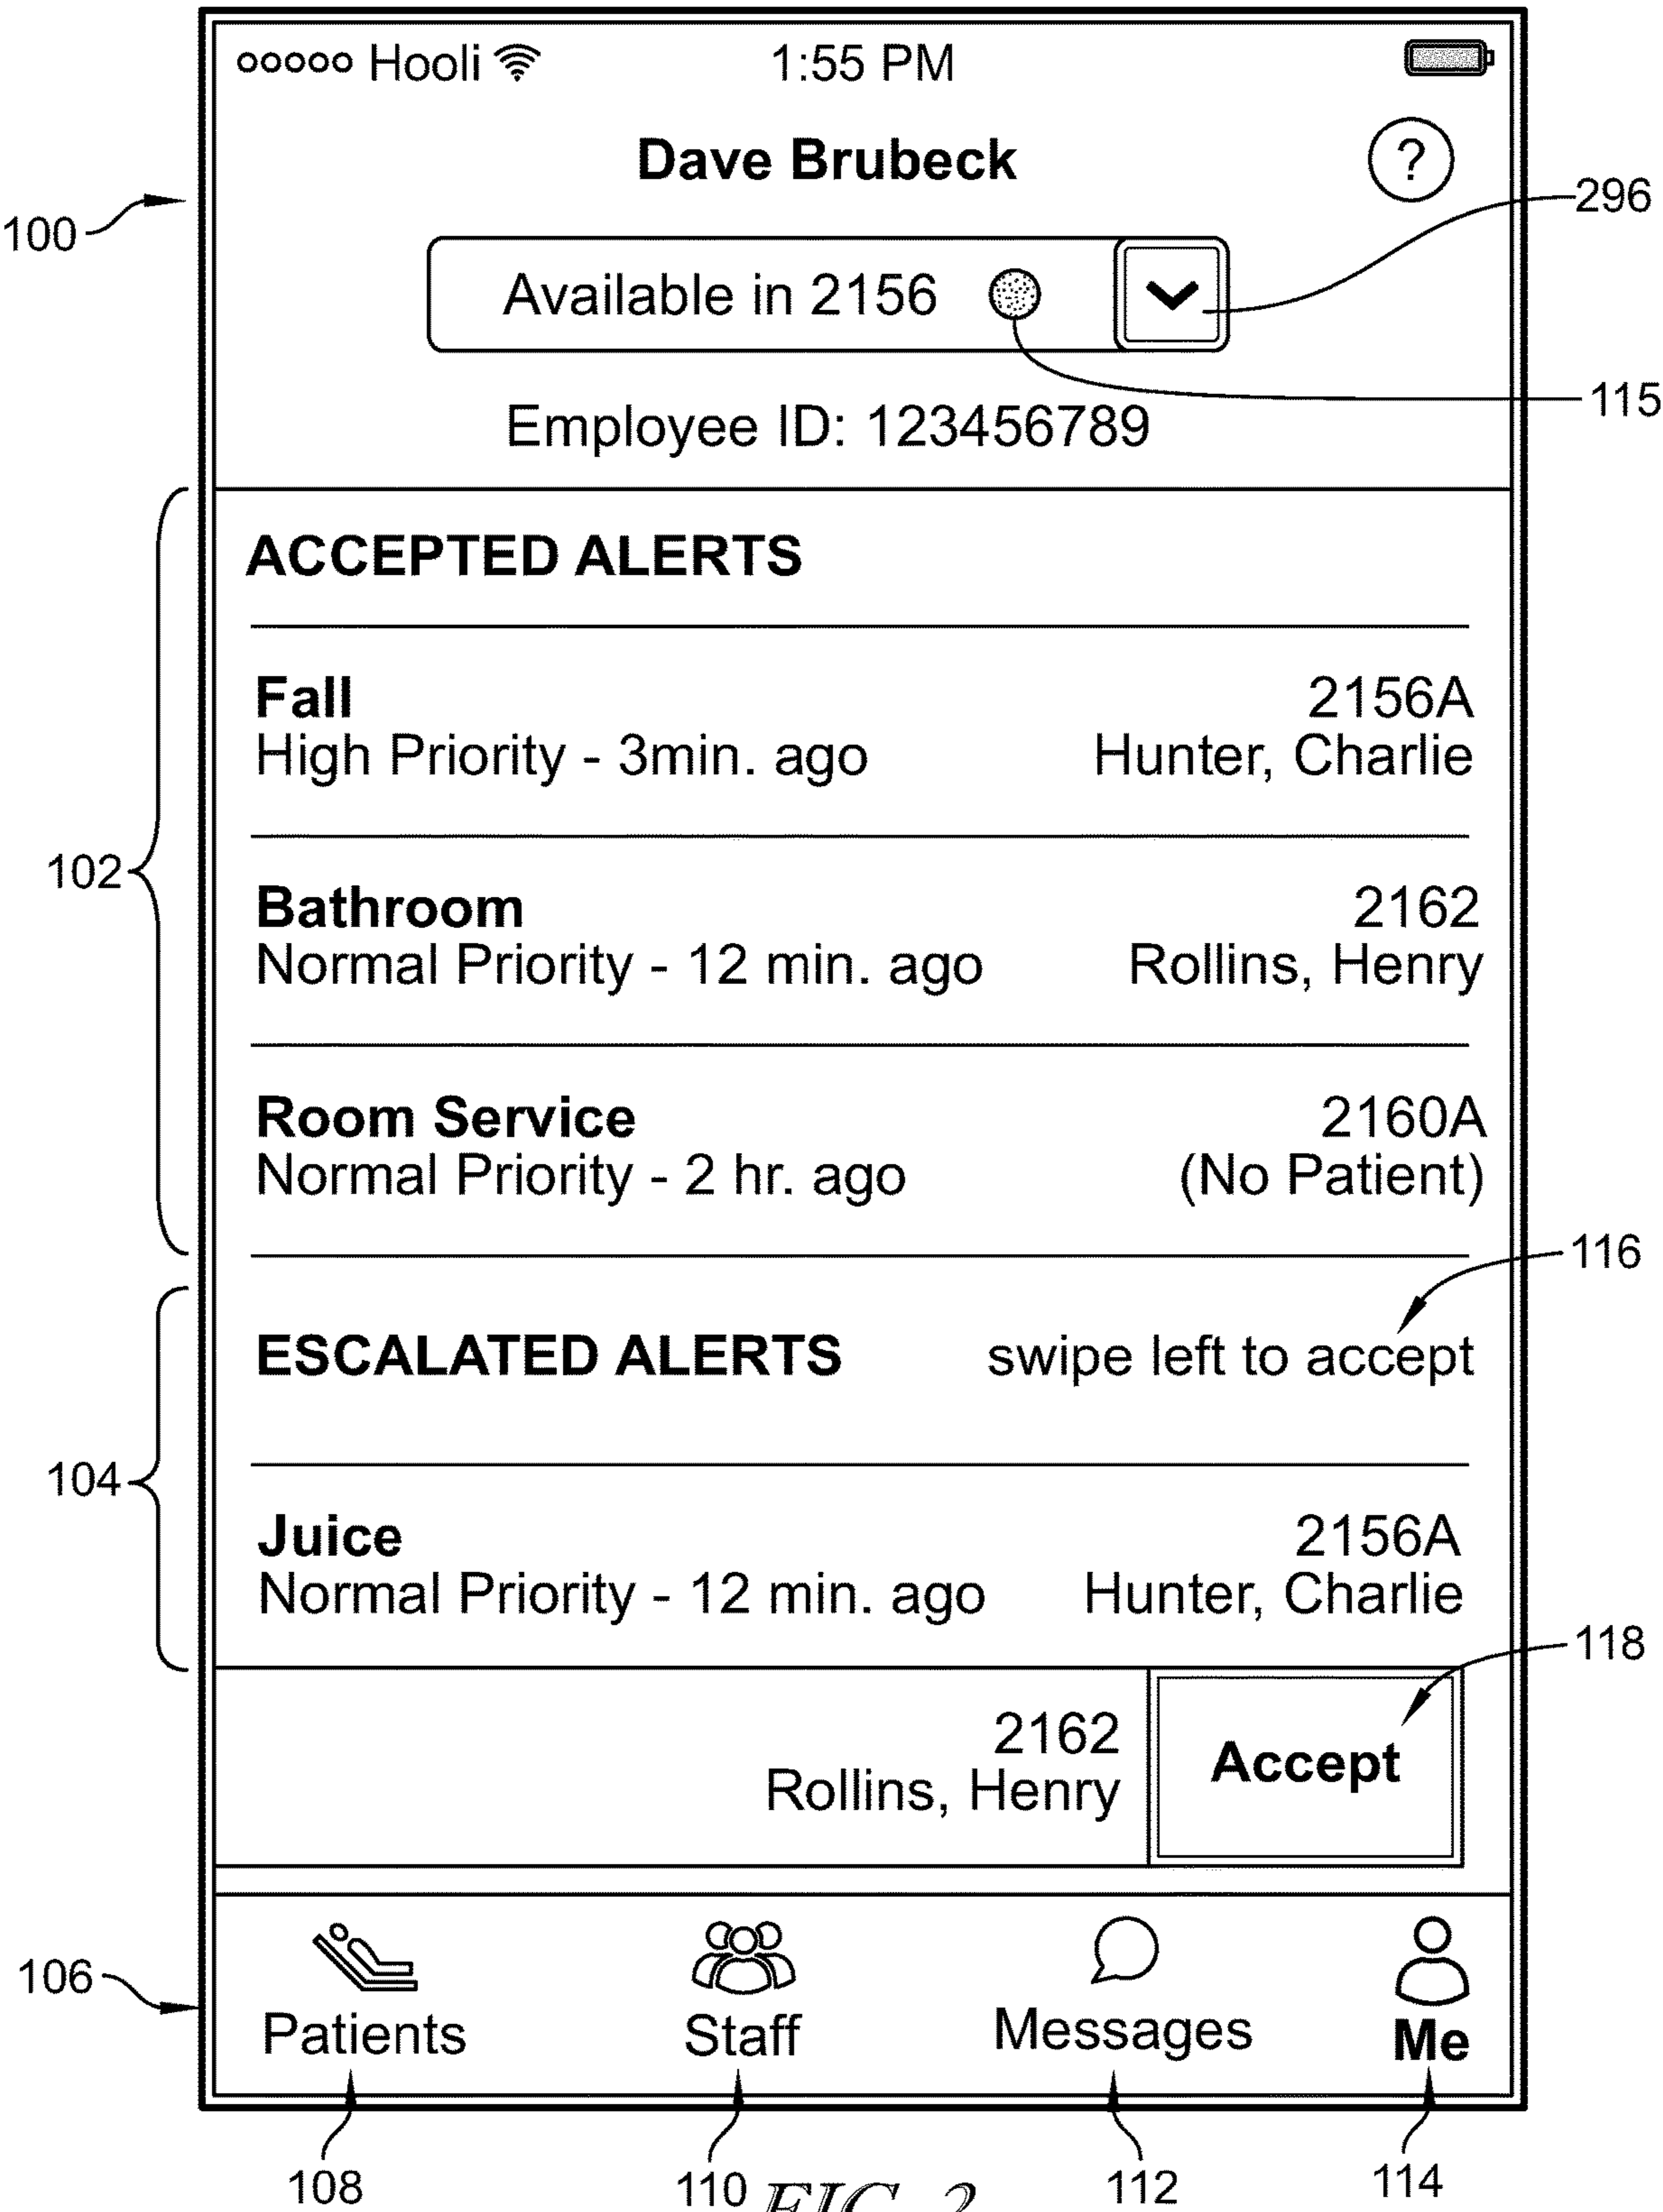 ooooo Hooli 1:55 PM
Dave Brubeck ?
100
296
Available in 2156
115
Employee ID: 123456789
ACCEPTED ALERTS
Fall 2156A
High Priority - 3min. ago Hunter, Charlie
102
Bathroom 2162
Normal Priority - 12 min. ago Rollins, Henry
Room Service 2160A
Normal Priority - 2 hr. ago (No Patient)
116
ESCALATED ALERTS swipe left to accept
104
Juice 2156A
Normal Priority - 12 min. ago Hunter, Charlie
118
2162
Rollins, Henry
Accept
106
Patients Staff Messages Me
108 110 112 114
FIG. 2